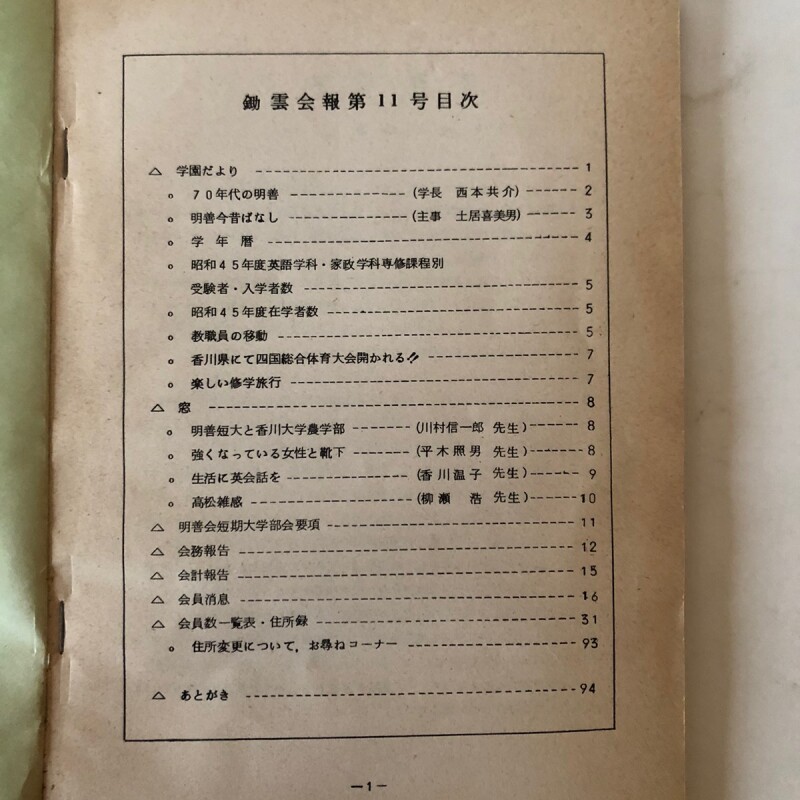 鋤雲会報第11号目次
△ 学園だより ---------- 1
o 70年代の明善 ---------- (学長 西本共介) ------ 2
o 明善今昔ばなし ---------- (主事 土居喜美男) ------ 3
o 学年暦 ---------- 4
o 昭和45年度英語学科・家政学科専修課程別
受験者・入学者数 ---------- 5
o 昭和45年度在学者数 ---------- 5
o 教職員の移動 ---------- 5
o 香川県にて四国総合体育大会開かれる!! ---------- 7
o 楽しい修学旅行 ---------- 7
△ 窓 ---------- 8
o 明善短大と香川大学農学部 ------ (川村信一郎 先生) ------ 8
o 強くなっている女性と靴下 ------ (平木照男 先生) ------ 8
o 生活に英会話を ---------- (香川温子 先生) ------ 9
o 高松雑感 ---------- (柳瀬 浩 先生) ------ 10
△ 明善会短期大学部会要項 ---------- 11
△ 会務報告 ---------- 12
△ 会計報告 ---------- 15
△ 会員消息 ---------- 16
△ 会員数一覧表・住所録 ---------- 31
o 住所変更について,お尋ねコーナー ---------- 93
△ あとがき ---------- 94
—1—